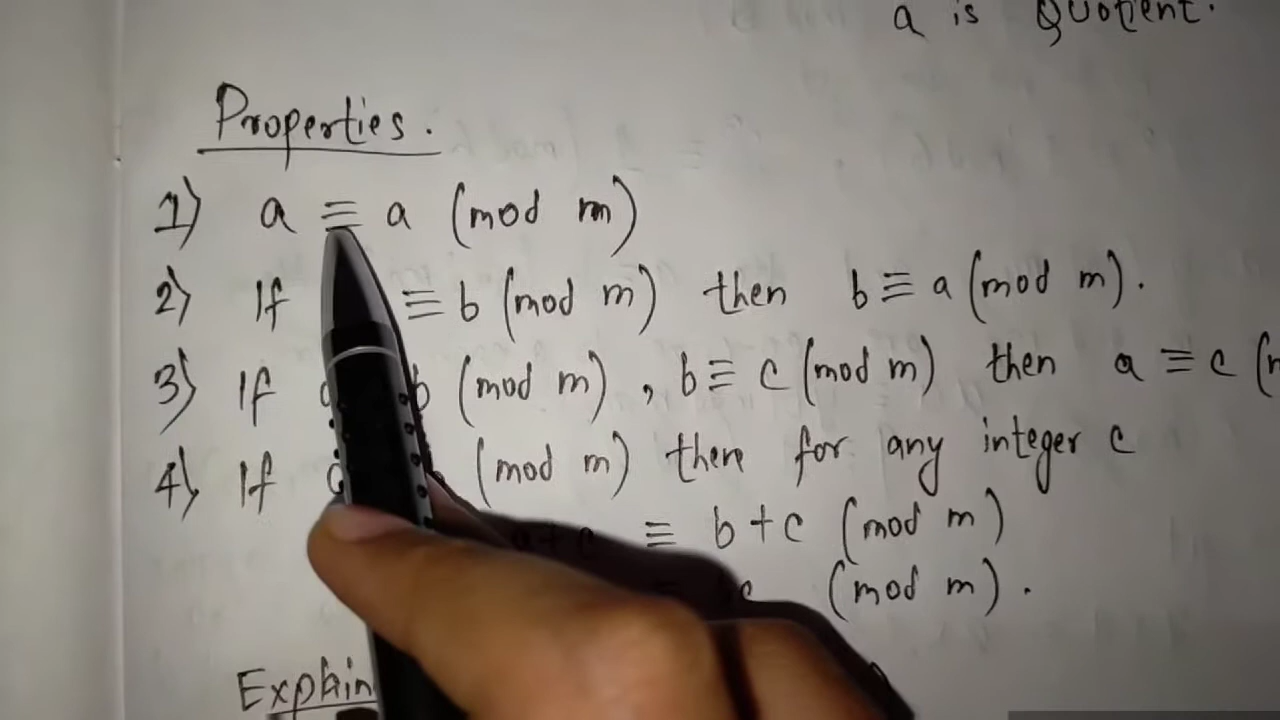 a is Quotient.
Properties.
1) a ≡ a (mod m)
2) If ≡ b (mod m) then b ≡ a (mod m).
3) If b (mod m), b ≡ c (mod m) then a ≡ c (
4) If (mod m) then for any integer c
a+c ≡ b+c (mod m)
(mod m).